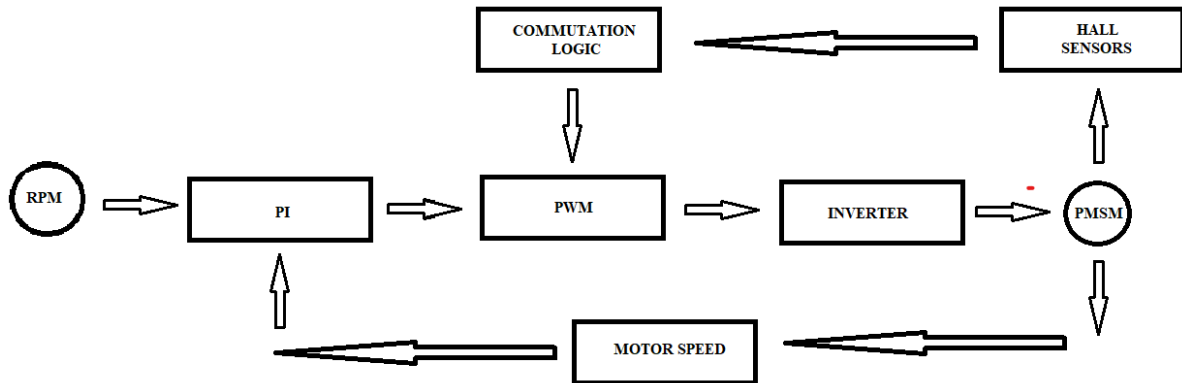 COMMUTATION
LOGIC
HALL
SENSORS
RPM
PI
PWM
INVERTER
PMSM
MOTOR SPEED